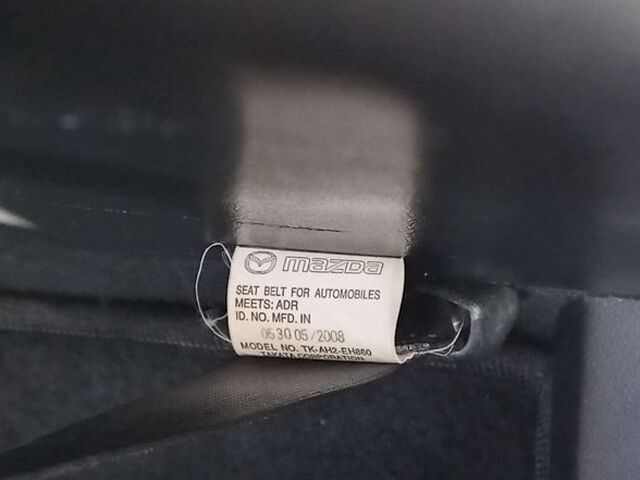 mazda
SEAT BELT FOR AUTOMOBILES
MEETS: ADR
ID. NO. MFD. IN
0630 05/2008
MODEL NO. TK-AH2-EH860
TAKATA CORPORATION